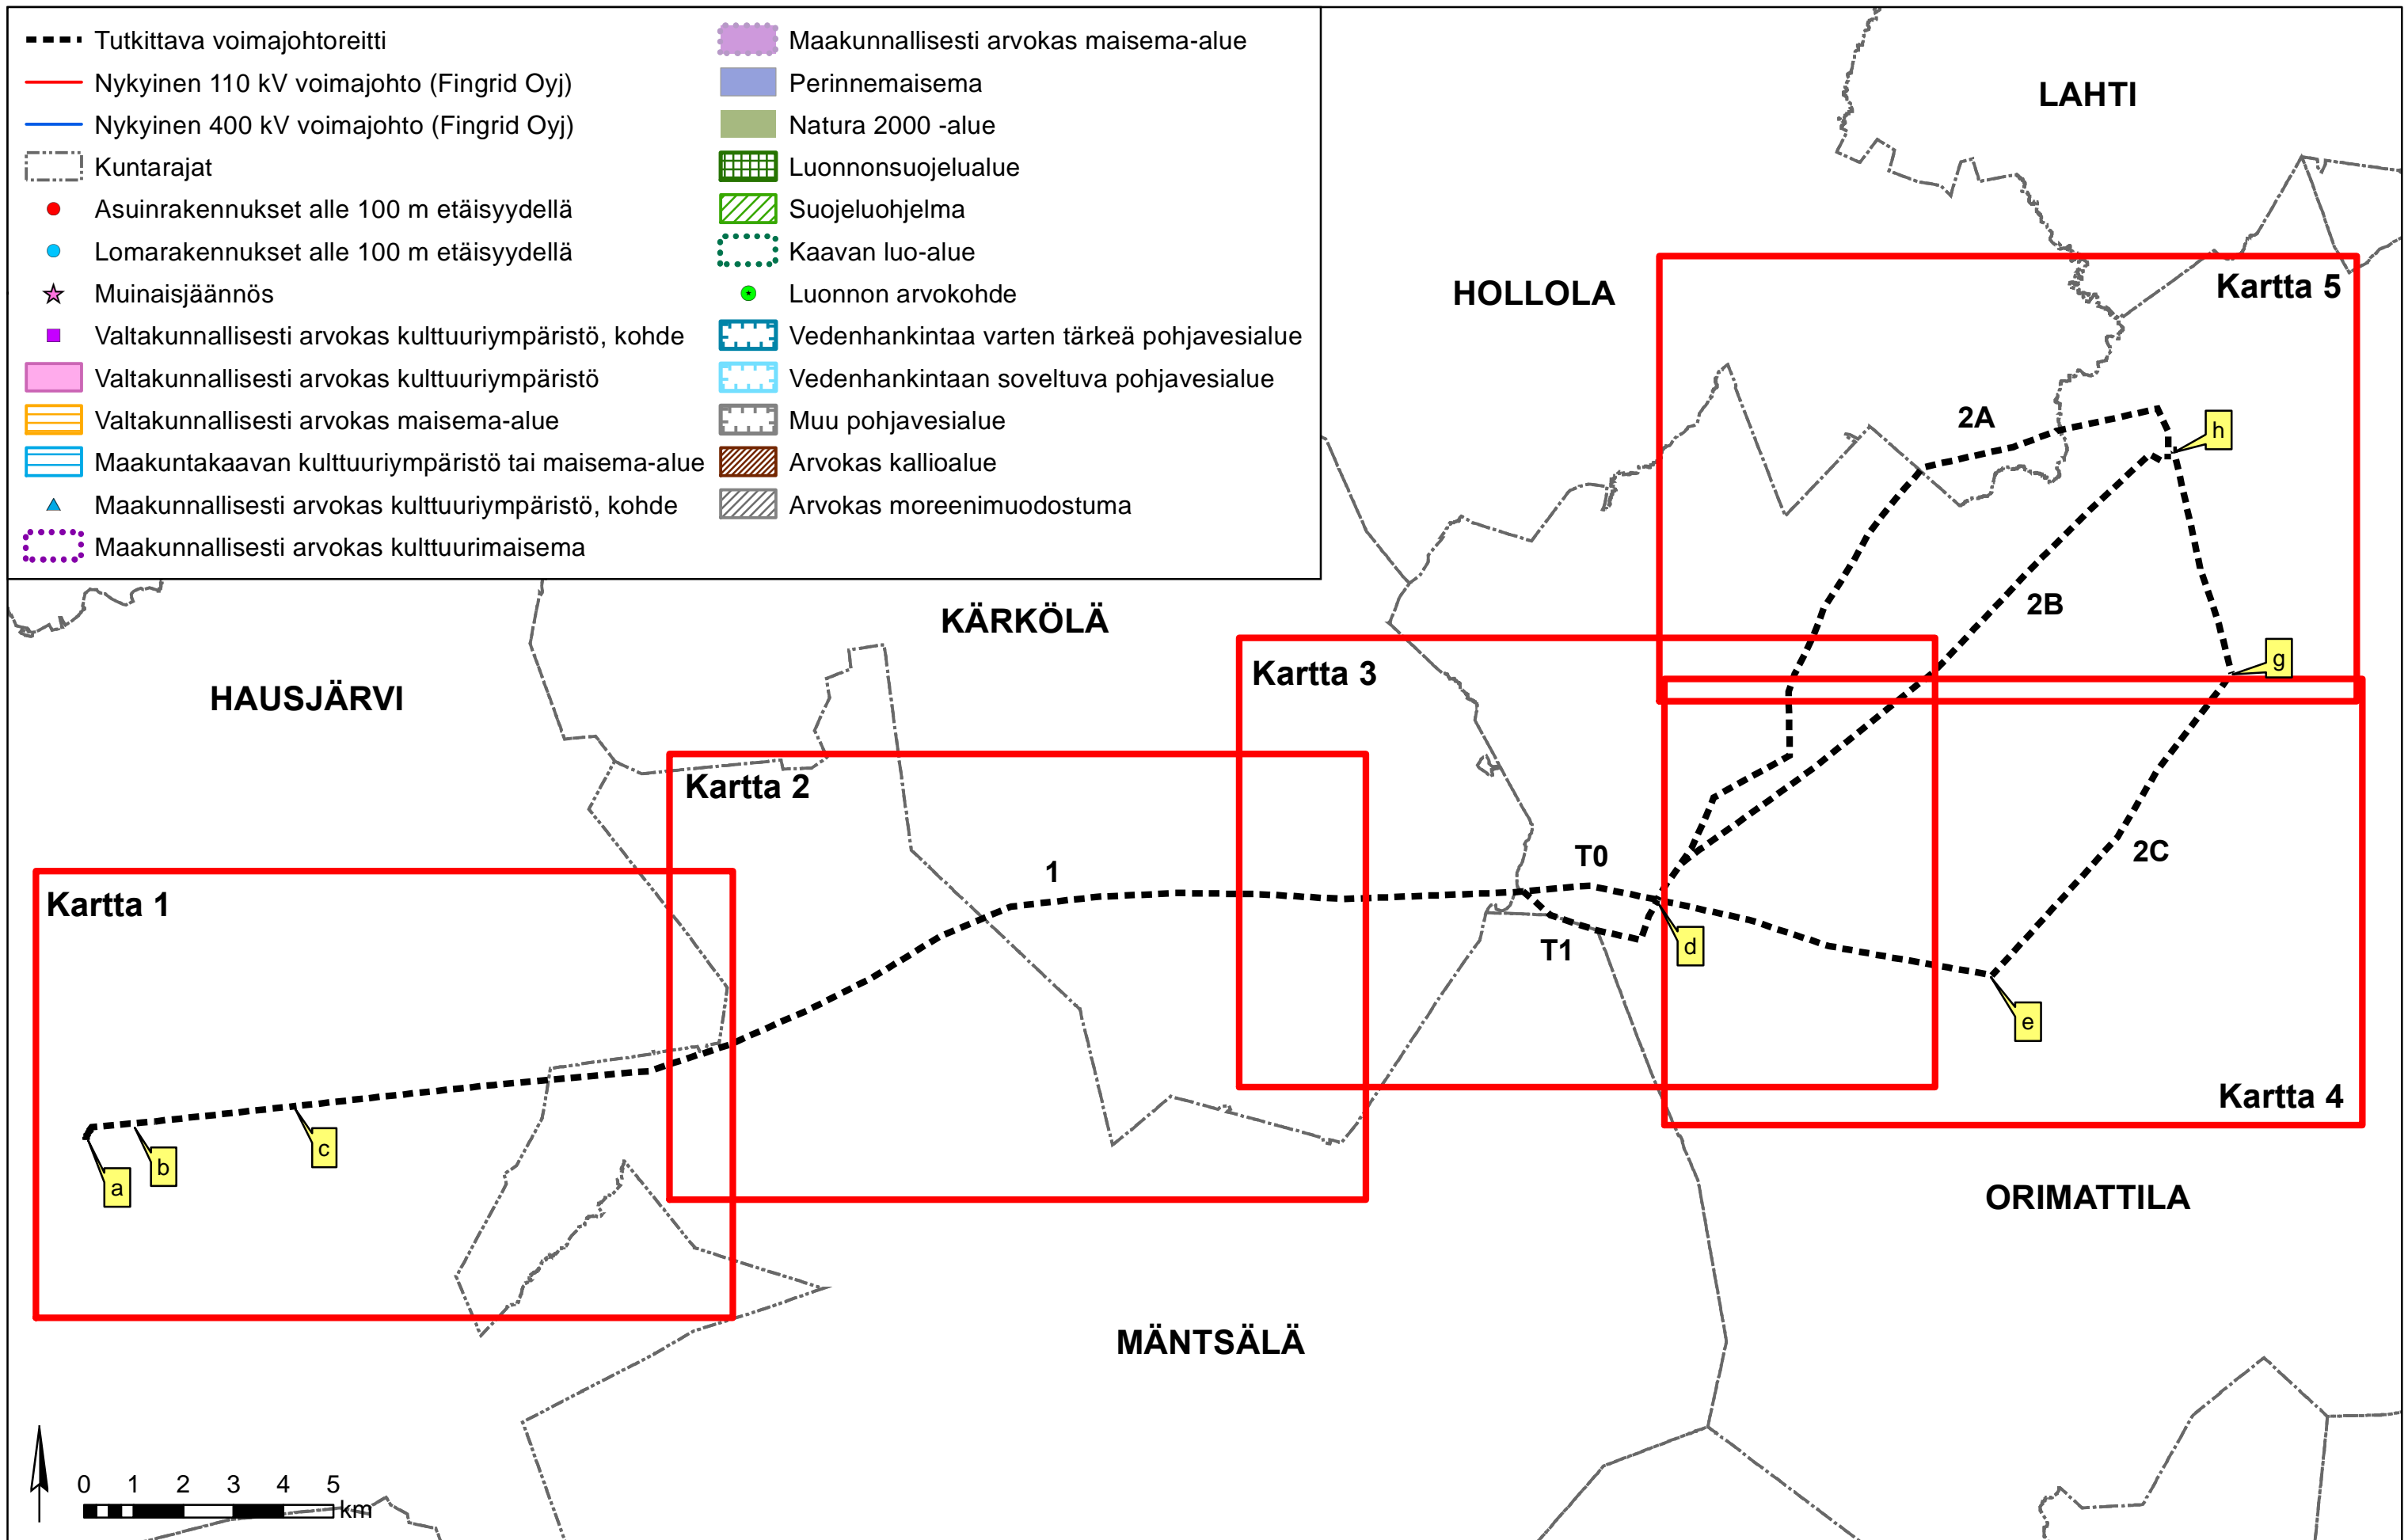 Tutkittava voimajohtoreitti
Nykyinen 110 kV voimajohto (Fingrid Oyj)
Nykyinen 400 kV voimajohto (Fingrid Oyj)
Kuntarajat
Asuinrakennukset alle 100 m etäisyydellä
Lomarakennukset alle 100 m etäisyydellä
Muinaisjäännös
Valtakunnallisesti arvokas kulttuuriympäristö, kohde
Valtakunnallisesti arvokas kulttuuriympäristö
Valtakunnallisesti arvokas maisema-alue
Maakuntakaavan kulttuuriympäristö tai maisema-alue
Maakunnallisesti arvokas kulttuuriympäristö, kohde
Maakunnallisesti arvokas kulttuurimaisema
Maakunnallisesti arvokas maisema-alue
Perinnemaisema
Natura 2000 -alue
Luonnonsuojelualue
Suojeluohjelma
Kaavan luo-alue
Luonnon arvokohde
Vedenhankintaa varten tärkeä pohjavesialue
Vedenhankintaan soveltuva pohjavesialue
Muu pohjavesialue
Arvokas kallioalue
Arvokas moreenimuodostuma
LAHTI
HOLLOLA
Kartta 5
2A
h
2B
KÄRKÖLÄ
g
Kartta 3
HAUSJÄRVI
Kartta 2
2C
T0
1
Kartta 1
T1
d
e
Kartta 4
c
b
a
ORIMATTILA
MÄNTSÄLÄ
0 1 2 3 4 5
km